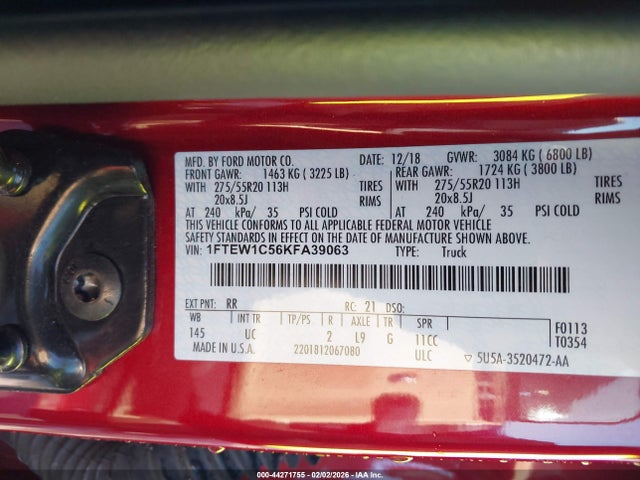 MFD. BY FORD MOTOR CO. DATE: 12/18 GVWR: 3084 KG ( 6800 LB)
FRONT GAWR: 1463 KG ( 3225 LB) REAR GAWR: 1724 KG ( 3800 LB)
WITH 275/55R20 113H TIRES WITH 275/55R20 113H TIRES
20x8.5J RIMS 20x8.5J RIMS
AT 240 kPa/ 35 PSI COLD AT 240 kPa/ 35 PSI COLD
THIS VEHICLE CONFORMS TO ALL APPLICABLE FEDERAL MOTOR VEHICLE
SAFETY STANDARDS IN EFFECT ON THE DATE OF MANUFACTURE SHOWN ABOVE.
VIN: 1FTEW1C56KFA39063 TYPE: Truck
EXT PNT: RR RC: 21 DSO:
WB INT TR TP/PS R AXLE TR SPR
145 UC 2 L9 G 11CC F0113
ULC T0354
MADE IN U.S.A. 2201812067080 ▽ 5U5A-3520472-AA
000-44271755 - 02/02/2026 - IAAI.COM